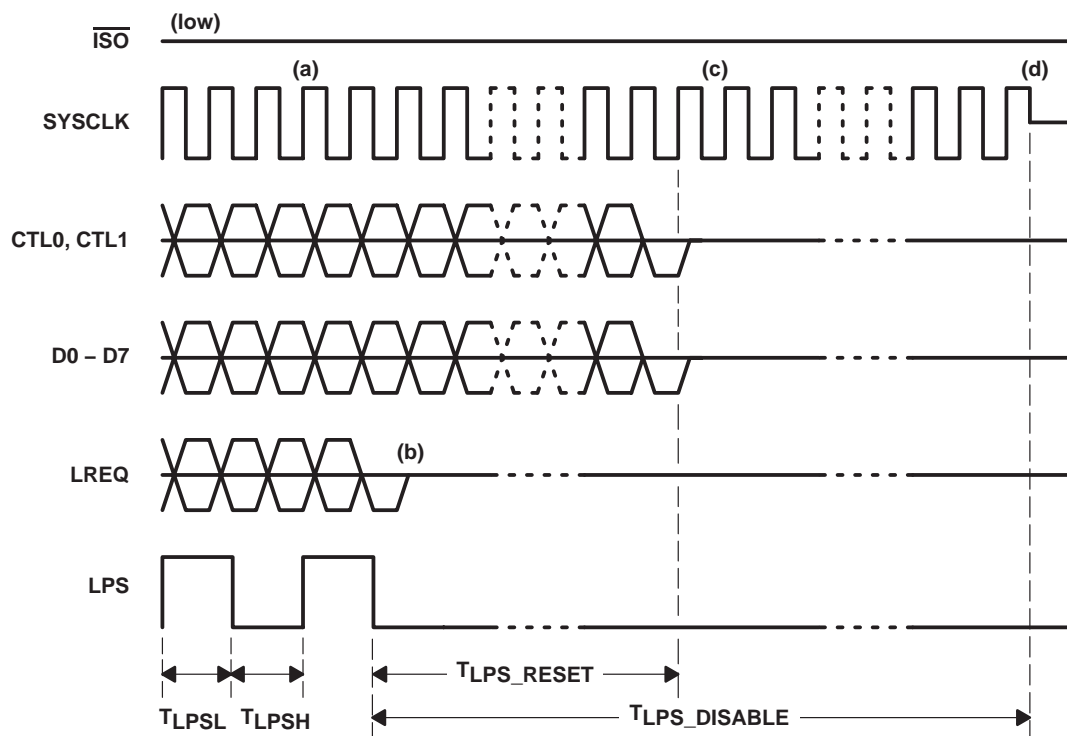 (low)
ISO
(a)
(c)
(d)
SYSCLK
CTL0, CTL1
D0 – D7
(b)
LREQ
LPS
TLPS_RESET
TLPSL
TLPSH
TLPS_DISABLE